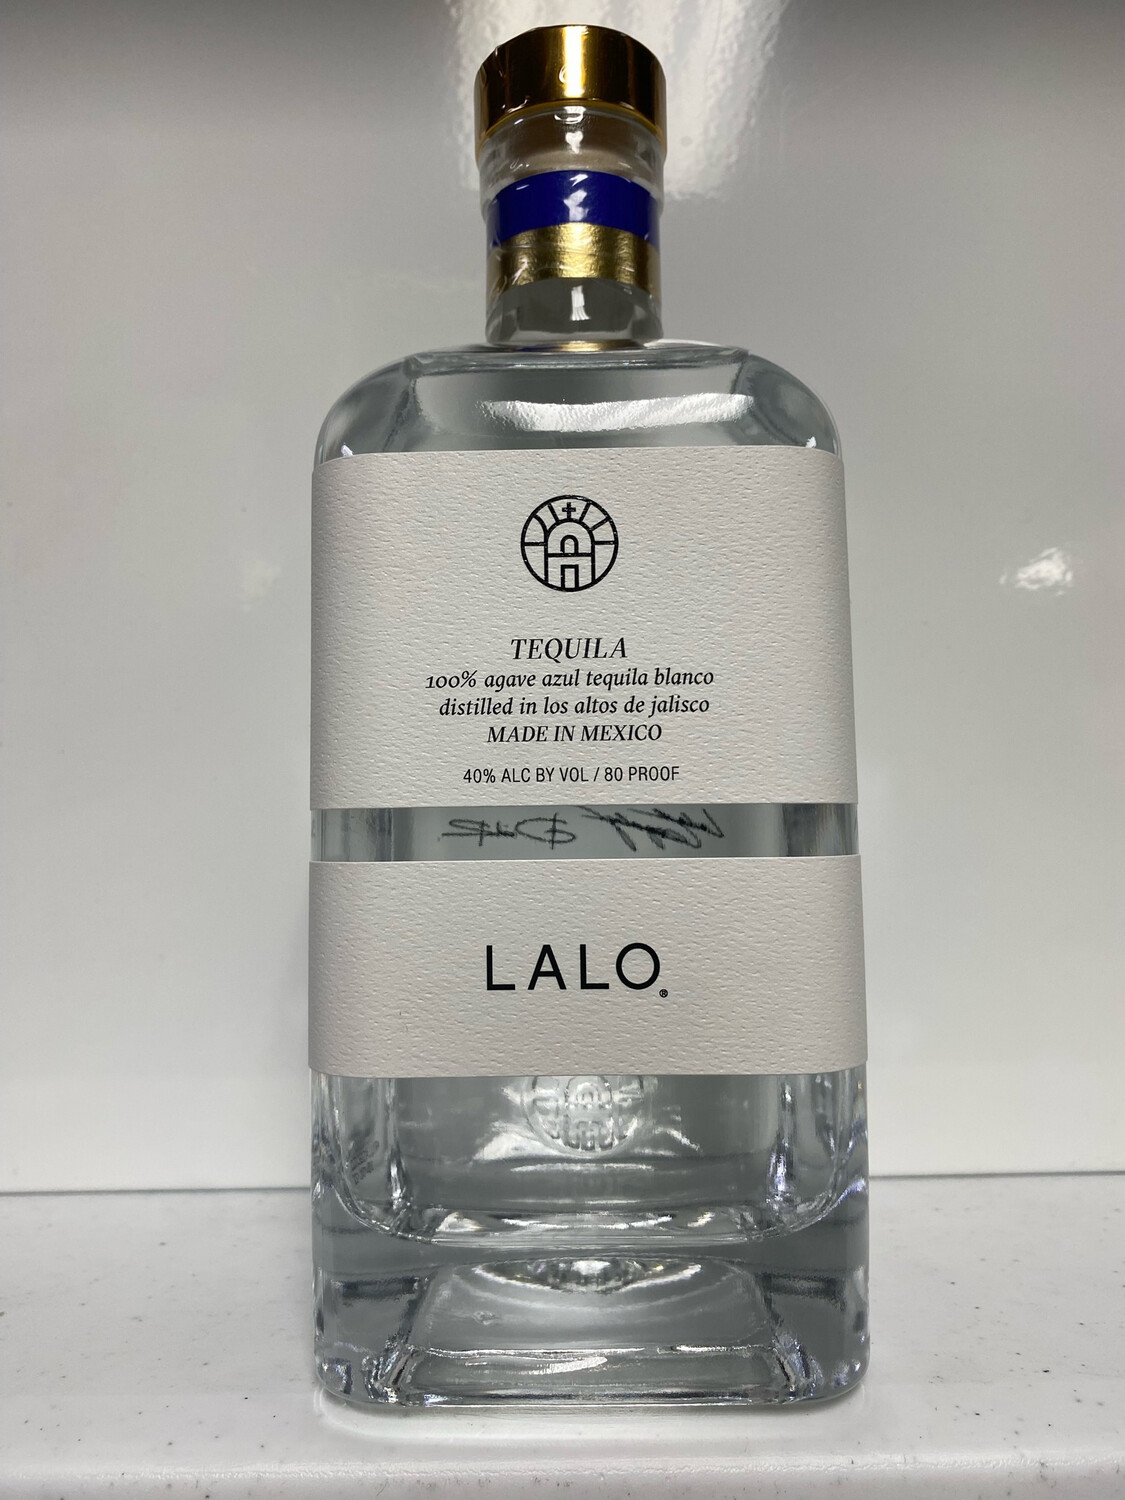 TEQUILA
100% agave azul tequila blanco
distilled in los altos de jalisco
MADE IN MEXICO
40% ALC BY VOL / 80 PROOF
LALO®